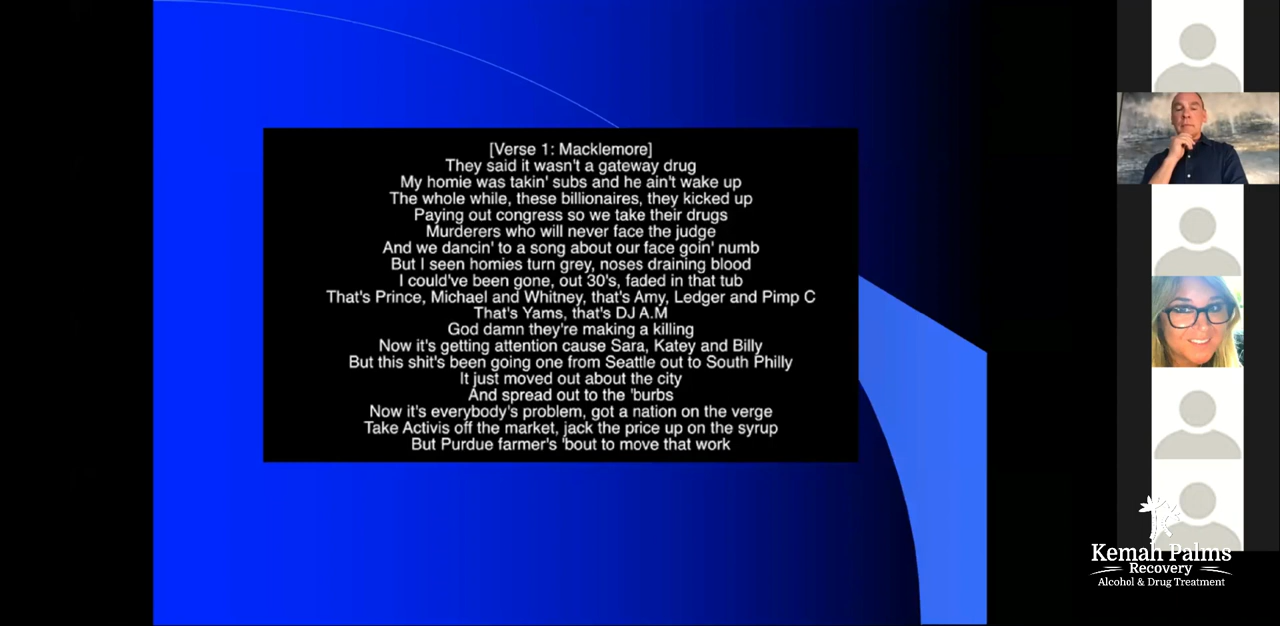 [Verse 1: Macklemore]
They said it wasn't a gateway drug
My homie was takin' subs and he ain't wake up
The whole while, these billionaires, they kicked up
Paying out congress so we take their drugs
Murderers who will never face the judge
And we dancin' to a song about our face goin' numb
But I seen homies turn grey, noses draining blood
I could've been gone, out 30's, faded in that tub
That's Prince, Michael and Whitney, that's Amy, Ledger and Pimp C
That's Yams, that's DJ A.M
God damn they're making a killing
Now it's getting attention cause Sara, Katey and Billy
But this shit's been going one from Seattle out to South Philly
It just moved out about the city
And spread out to the 'burbs
Now it's everybody's problem, got a nation on the verge
Take Activis off the market, jack the price up on the syrup
But Purdue farmer's 'bout to move that work
Kemah Palms
Recovery
Alcohol & Drug Treatment